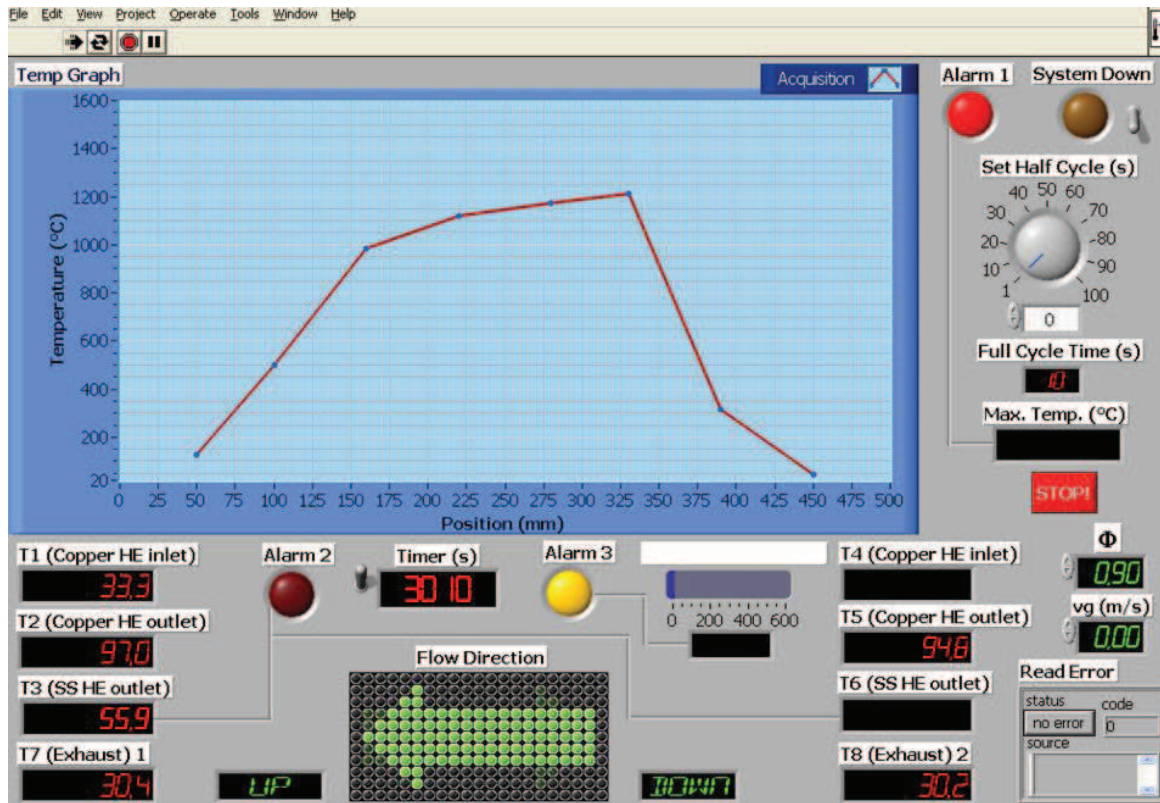 File Edit View Project Operate Tools Window Help
Temp Graph
Acquisition
1600
1400
1200
1000
800
600
400
200
20
Temperature (°C)
0 25 50 75 100 125 150 175 200 225 250 275 300 325 350 375 400 425 450 475 500
Position (mm)
Alarm 1 System Down
Set Half Cycle (s)
1 10 20 30 40 50 60 70 80 90 100
0
Full Cycle Time (s)
10
Max. Temp. (°C)
STOP!
T1 (Copper HE inlet)
33,3
T2 (Copper HE outlet)
97,0
T3 (SS HE outlet)
55,9
T7 (Exhaust) 1
30,4
Alarm 2
Timer (s)
30 10
Alarm 3
0 200 400 600
Flow Direction
UP
DOWN
T4 (Copper HE inlet)
T5 (Copper HE outlet)
94,6
T6 (SS HE outlet)
T8 (Exhaust) 2
30,2
Φ
0,90
vg (m/s)
0,00
Read Error
status code
no error 0
source